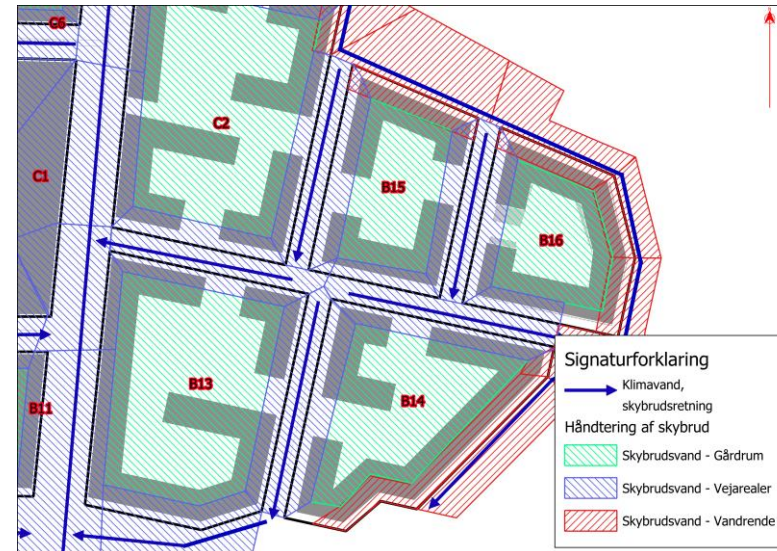 C6
C2
C1
B15
B16
B13
B14
B11
Signaturforklaring
Klimavand,
skybrudsretning
Håndtering af skybrud
Skybrudsvand - Gårdrum
Skybrudsvand - Vejarealer
Skybrudsvand - Vandrende